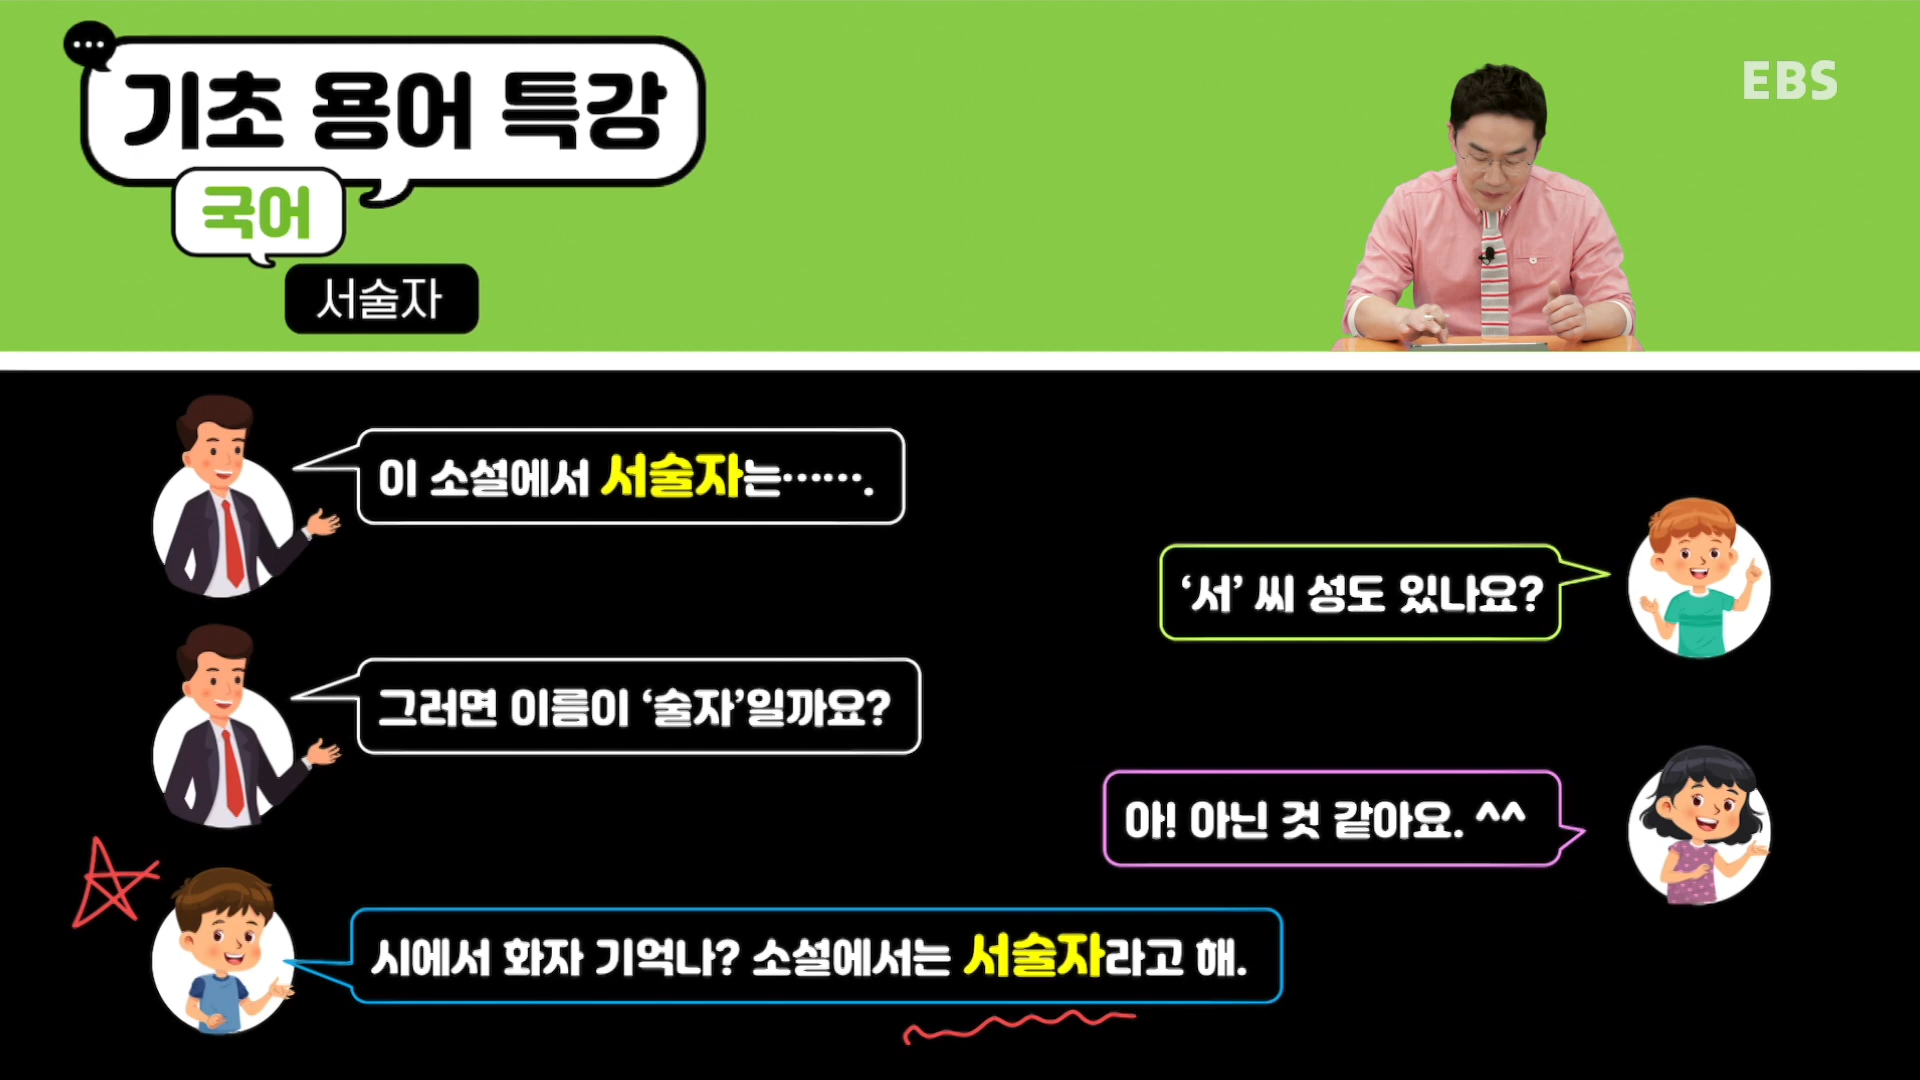 기초 용어 특강
EBS
국어
서술자
이 소설에서 서술자는…….
‘서’ 씨 성도 있나요?
그러면 이름이 ‘술자’일까요?
아! 아닌 것 같아요. ^^
시에서 화자 기억나? 소설에서는 서술자라고 해.